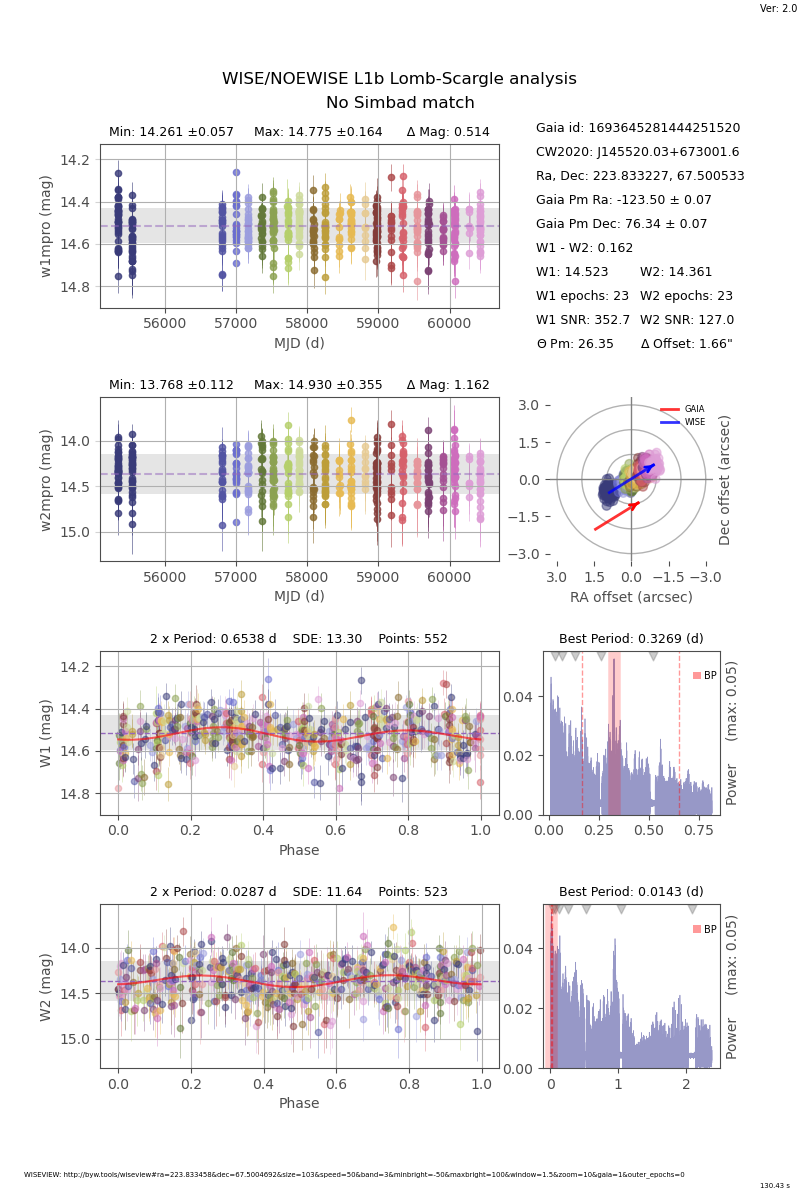 Ver: 2.0
WISE/NOEWISE L1b Lomb-Scargle analysis
No Simbad match
Min: 14.261 ±0.057 Max: 14.775 ±0.164 Δ Mag: 0.514
14.2
14.4
14.6
14.8
w1mpro (mag)
56000 57000 58000 59000 60000
MJD (d)
Gaia id: 1693645281444251520
CW2020: J145520.03+673001.6
Ra, Dec: 223.833227, 67.500533
Gaia Pm Ra: -123.50 ± 0.07
Gaia Pm Dec: 76.34 ± 0.07
W1 - W2: 0.162
W1: 14.523 W2: 14.361
W1 epochs: 23 W2 epochs: 23
W1 SNR: 352.7 W2 SNR: 127.0
Θ Pm: 26.35 Δ Offset: 1.66"
Min: 13.768 ±0.112 Max: 14.930 ±0.355 Δ Mag: 1.162
14.0
14.5
15.0
w2mpro (mag)
56000 57000 58000 59000 60000
MJD (d)
GAIA
WISE
3.0
1.5
0.0
−1.5
−3.0
Dec offset (arcsec)
3.0 1.5 0.0 −1.5 −3.0
RA offset (arcsec)
2 x Period: 0.6538 d SDE: 13.30 Points: 552
14.2
14.4
14.6
14.8
W1 (mag)
0.0 0.2 0.4 0.6 0.8 1.0
Phase
Best Period: 0.3269 (d)
BP
0.04
0.02
0.00
Power (max: 0.05)
0.00 0.25 0.50 0.75
2 x Period: 0.0287 d SDE: 11.64 Points: 523
14.0
14.5
15.0
W2 (mag)
0.0 0.2 0.4 0.6 0.8 1.0
Phase
Best Period: 0.0143 (d)
BP
0.04
0.02
0.00
Power (max: 0.05)
0 1 2
WISEVIEW: http://byw.tools/wiseview#ra=223.833458&dec=67.5004692&size=103&speed=50&band=3&minbright=-50&maxbright=100&window=1.5&zoom=10&gaia=1&outer_epochs=0
130.43 s